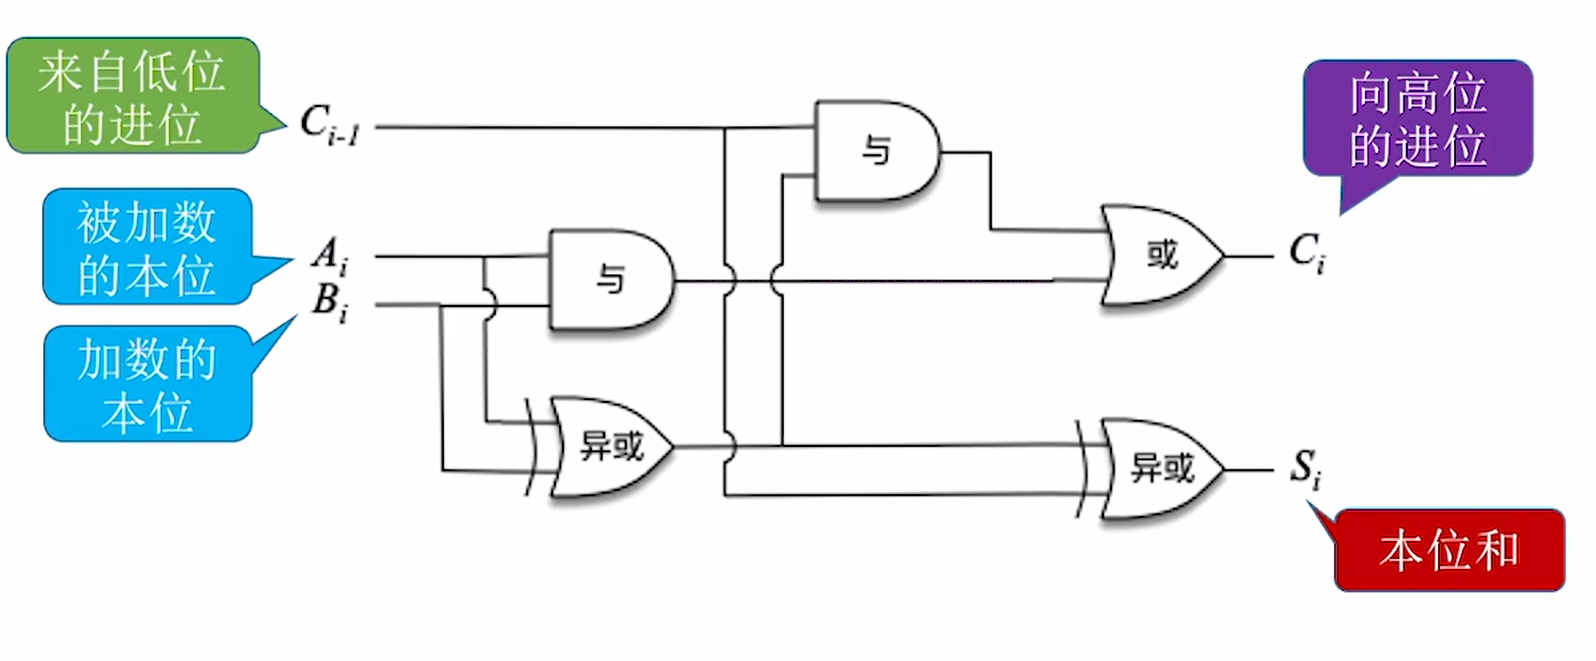 来自低位
的进位
向高位
的进位
C_{i-1}
与
被加数
的本位
A_i
B_i
与
或
C_i
加数的
本位
异或
异或
S_i
本位和